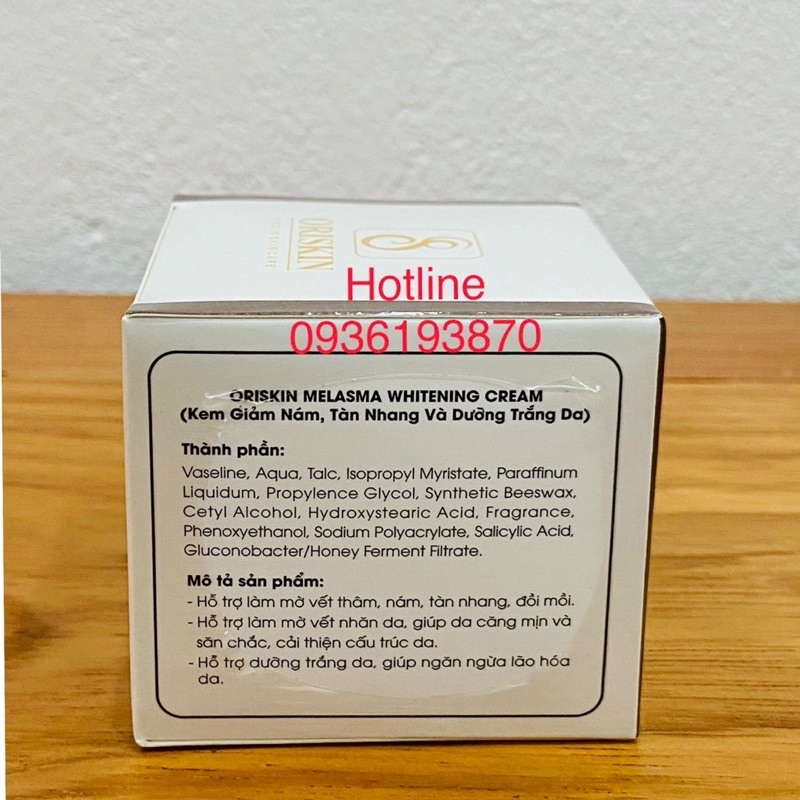 ORISKIN
Hotline
0936193870
ORISKIN MELASMA WHITENING CREAM
(Kem Giảm Nám, Tàn Nhang Và Dưỡng Trắng Da)
Thành phần:
Vaseline, Aqua, Talc, Isopropyl Myristate, Paraffinum
Liquidum, Propylence Glycol, Synthetic Beeswax,
Cetyl Alcohol, Hydroxystearic Acid, Fragrance,
Phenoxyethanol, Sodium Polyacrylate, Salicylic Acid,
Gluconobacter/Honey Ferment Filtrate.
Mô tả sản phẩm:
- Hỗ trợ làm mờ vết thâm, nám, tàn nhang, đồi mồi.
- Hỗ trợ làm mờ vết nhăn da, giúp da căng mịn và
săn chắc, cải thiện cấu trúc da.
- Hỗ trợ dưỡng trắng da, giúp ngăn ngừa lão hóa
da.